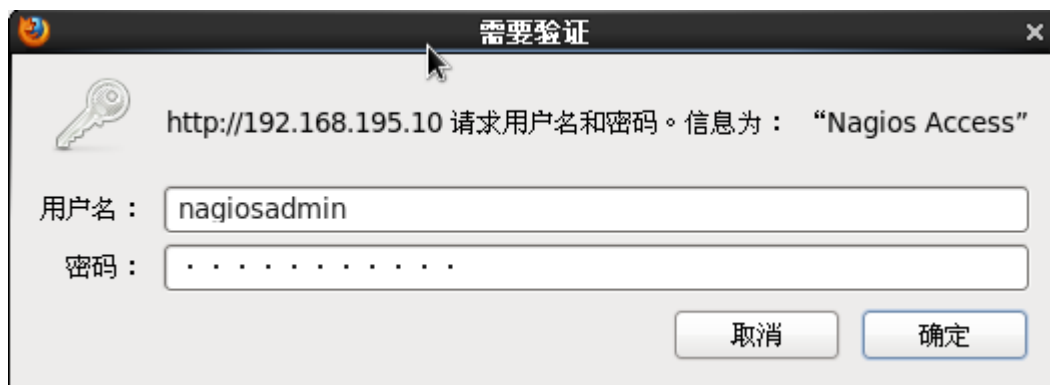 需要验证
http://192.168.195.10 请求用户名和密码。信息为： “Nagios Access”
用户名： nagiosadmin
密码： ···········
取消 确定